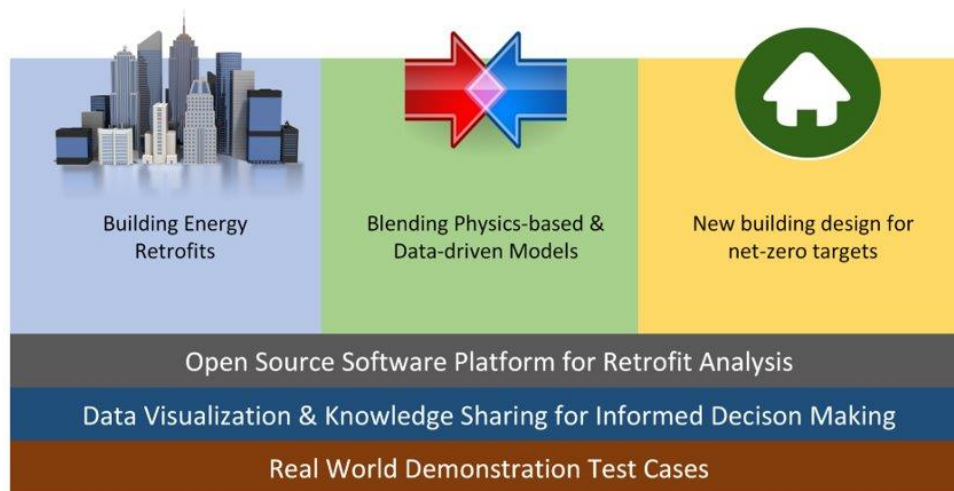 Building Energy
Retrofits
Blending Physics-based &
Data-driven Models
New building design for
net-zero targets
Open Source Software Platform for Retrofit Analysis
Data Visualization & Knowledge Sharing for Informed Decison Making
Real World Demonstration Test Cases